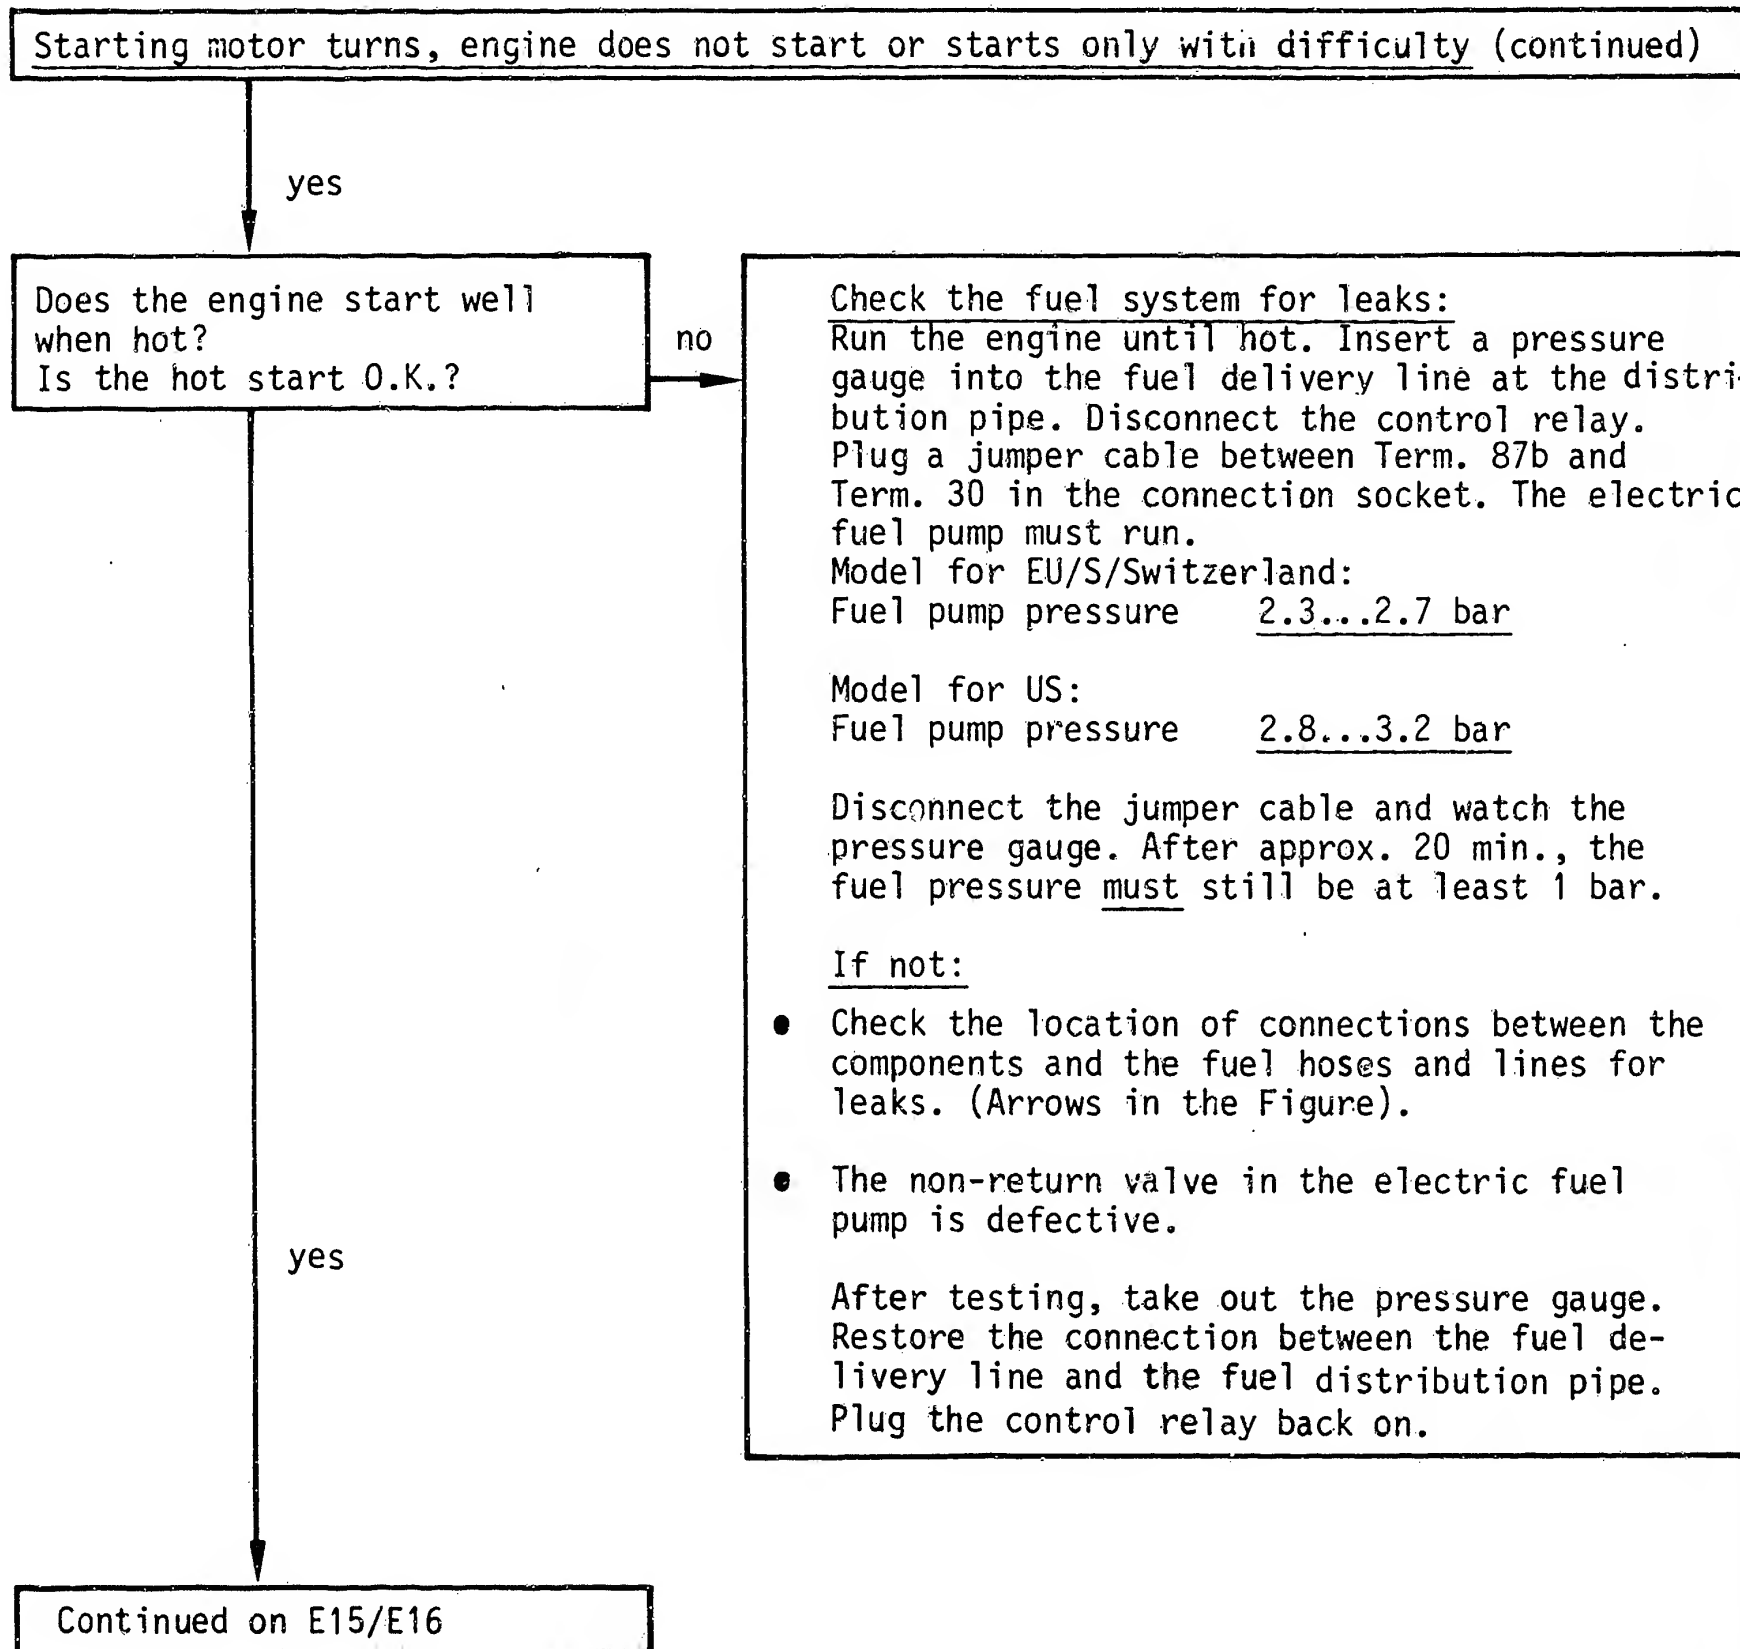 Starting motor turns, engine does not start or starts only with difficulty (continued)
yes
Does the engine start well
when hot?
Is the hot start O.K.?
no
Check the fuel system for leaks:
Run the engine until hot. Insert a pressure
gauge into the fuel delivery line at the distri-
bution pipe. Disconnect the control relay.
Plug a jumper cable between Term. 87b and
Term. 30 in the connection socket. The electric
fuel pump must run.
Model for EU/S/Switzerland:
Fuel pump pressure 2.3...2.7 bar
Model for US:
Fuel pump pressure 2.8...3.2 bar
Disconnect the jumper cable and watch the
pressure gauge. After approx. 20 min., the
fuel pressure must still be at least 1 bar.
If not:
● Check the location of connections between the
components and the fuel hoses and lines for
leaks. (Arrows in the Figure).
● The non-return valve in the electric fuel
pump is defective.
After testing, take out the pressure gauge.
Restore the connection between the fuel de-
livery line and the fuel distribution pipe.
Plug the control relay back on.
yes
Continued on E15/E16